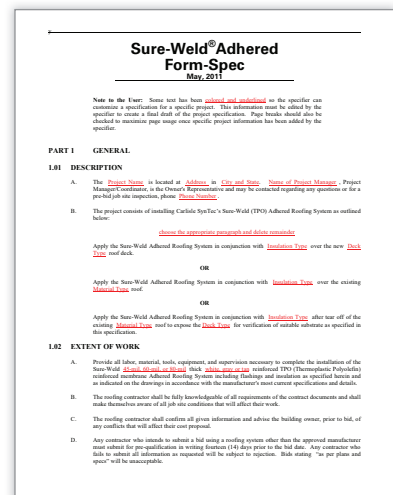 Sure-Weld®Adhered
Form-Spec
May, 2011
Note to the User: Some text has been colored and underlined so the specifier can
customize a specification for a specific project. This information must be edited by the
specifier to create a final draft of the project specification. Page breaks should also be
checked to maximize page usage once specific project information has been added by the
specifier.
PART 1 GENERAL
1.01 DESCRIPTION
A. The Project Name is located at Address in City and State. Name of Project Manager , Project
Manager/Coordinator, is the Owner's Representative and may be contacted regarding any questions or for a
pre-bid job site inspection, phone Phone Number .
B. The project consists of installing Carlisle SynTec's Sure-Weld (TPO) Adhered Roofing System as outlined
below:
choose the appropriate paragraph and delete remainder
Apply the Sure-Weld Adhered Roofing System in conjunction with Insulation Type over the new Deck
Type roof deck.
OR
Apply the Sure-Weld Adhered Roofing System in conjunction with Insulation Type over the existing
Material Type roof.
OR
Apply the Sure-Weld Adhered Roofing System in conjunction with Insulation Type after tear off of the
existing Material Type roof to expose the Deck Type for verification of suitable substrate as specified in
this specification.
1.02 EXTENT OF WORK
A. Provide all labor, material, tools, equipment, and supervision necessary to complete the installation of the
Sure-Weld 45-mil, 60-mil, or 80-mil thick white, gray or tan reinforced TPO (Thermoplastic Polyolefin)
reinforced membrane Adhered Roofing System including flashings and insulation as specified herein and
as indicated on the drawings in accordance with the manufacturer's most current specifications and details.
B. The roofing contractor shall be fully knowledgeable of all requirements of the contract documents and shall
make themselves aware of all job site conditions that will affect their work.
C. The roofing contractor shall confirm all given information and advise the building owner, prior to bid, of
any conflicts that will affect their cost proposal.
D. Any contractor who intends to submit a bid using a roofing system other than the approved manufacturer
must submit for pre-qualification in writing fourteen (14) days prior to the bid date. Any contractor who
fails to submit all information as requested will be subject to rejection. Bids stating "as per plans and
specs" will be unacceptable.